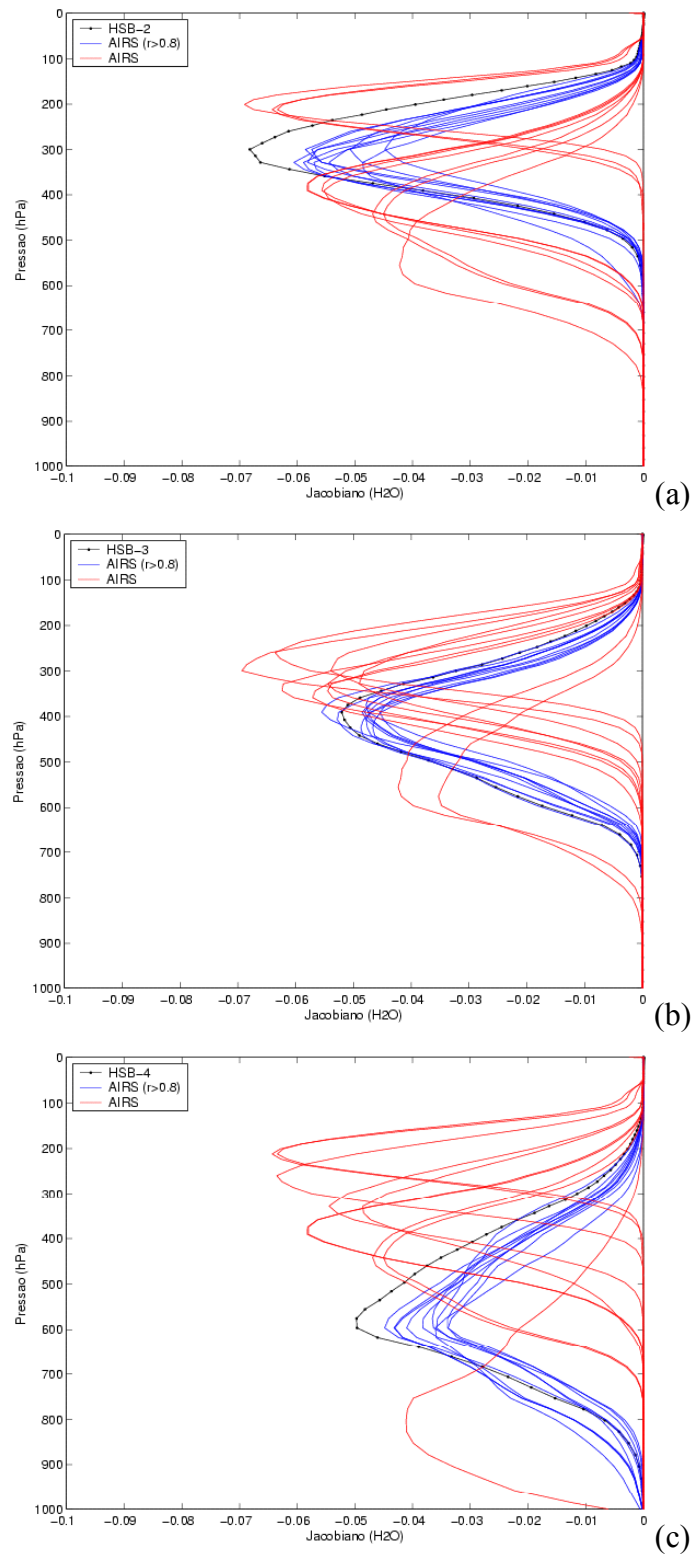 HSB-2
AIRS (r>0.8)
AIRS
0
100
200
300
400
500
600
700
800
900
1000
Pressao (hPa)
-0.1 -0.09 -0.08 -0.07 -0.06 -0.05 -0.04 -0.03 -0.02 -0.01 0
Jacobiano (H2O)
(a)
HSB-3
AIRS (r>0.8)
AIRS
0
100
200
300
400
500
600
700
800
900
1000
Pressao (hPa)
-0.1 -0.09 -0.08 -0.07 -0.06 -0.05 -0.04 -0.03 -0.02 -0.01 0
Jacobiano (H2O)
(b)
HSB-4
AIRS (r>0.8)
AIRS
0
100
200
300
400
500
600
700
800
900
1000
Pressao (hPa)
-0.1 -0.09 -0.08 -0.07 -0.06 -0.05 -0.04 -0.03 -0.02 -0.01 0
Jacobiano (H2O)
(c)